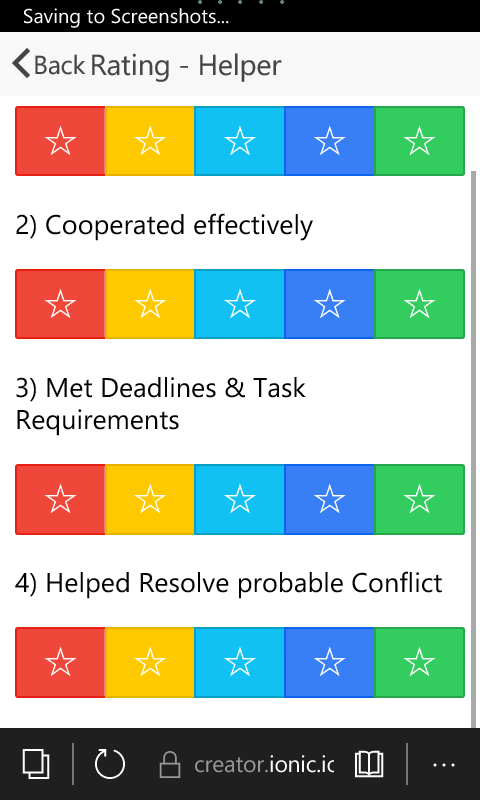 Saving to Screenshots...
Back Rating - Helper
2) Cooperated effectively
3) Met Deadlines & Task
Requirements
4) Helped Resolve probable Conflict
creator.ionic.ic